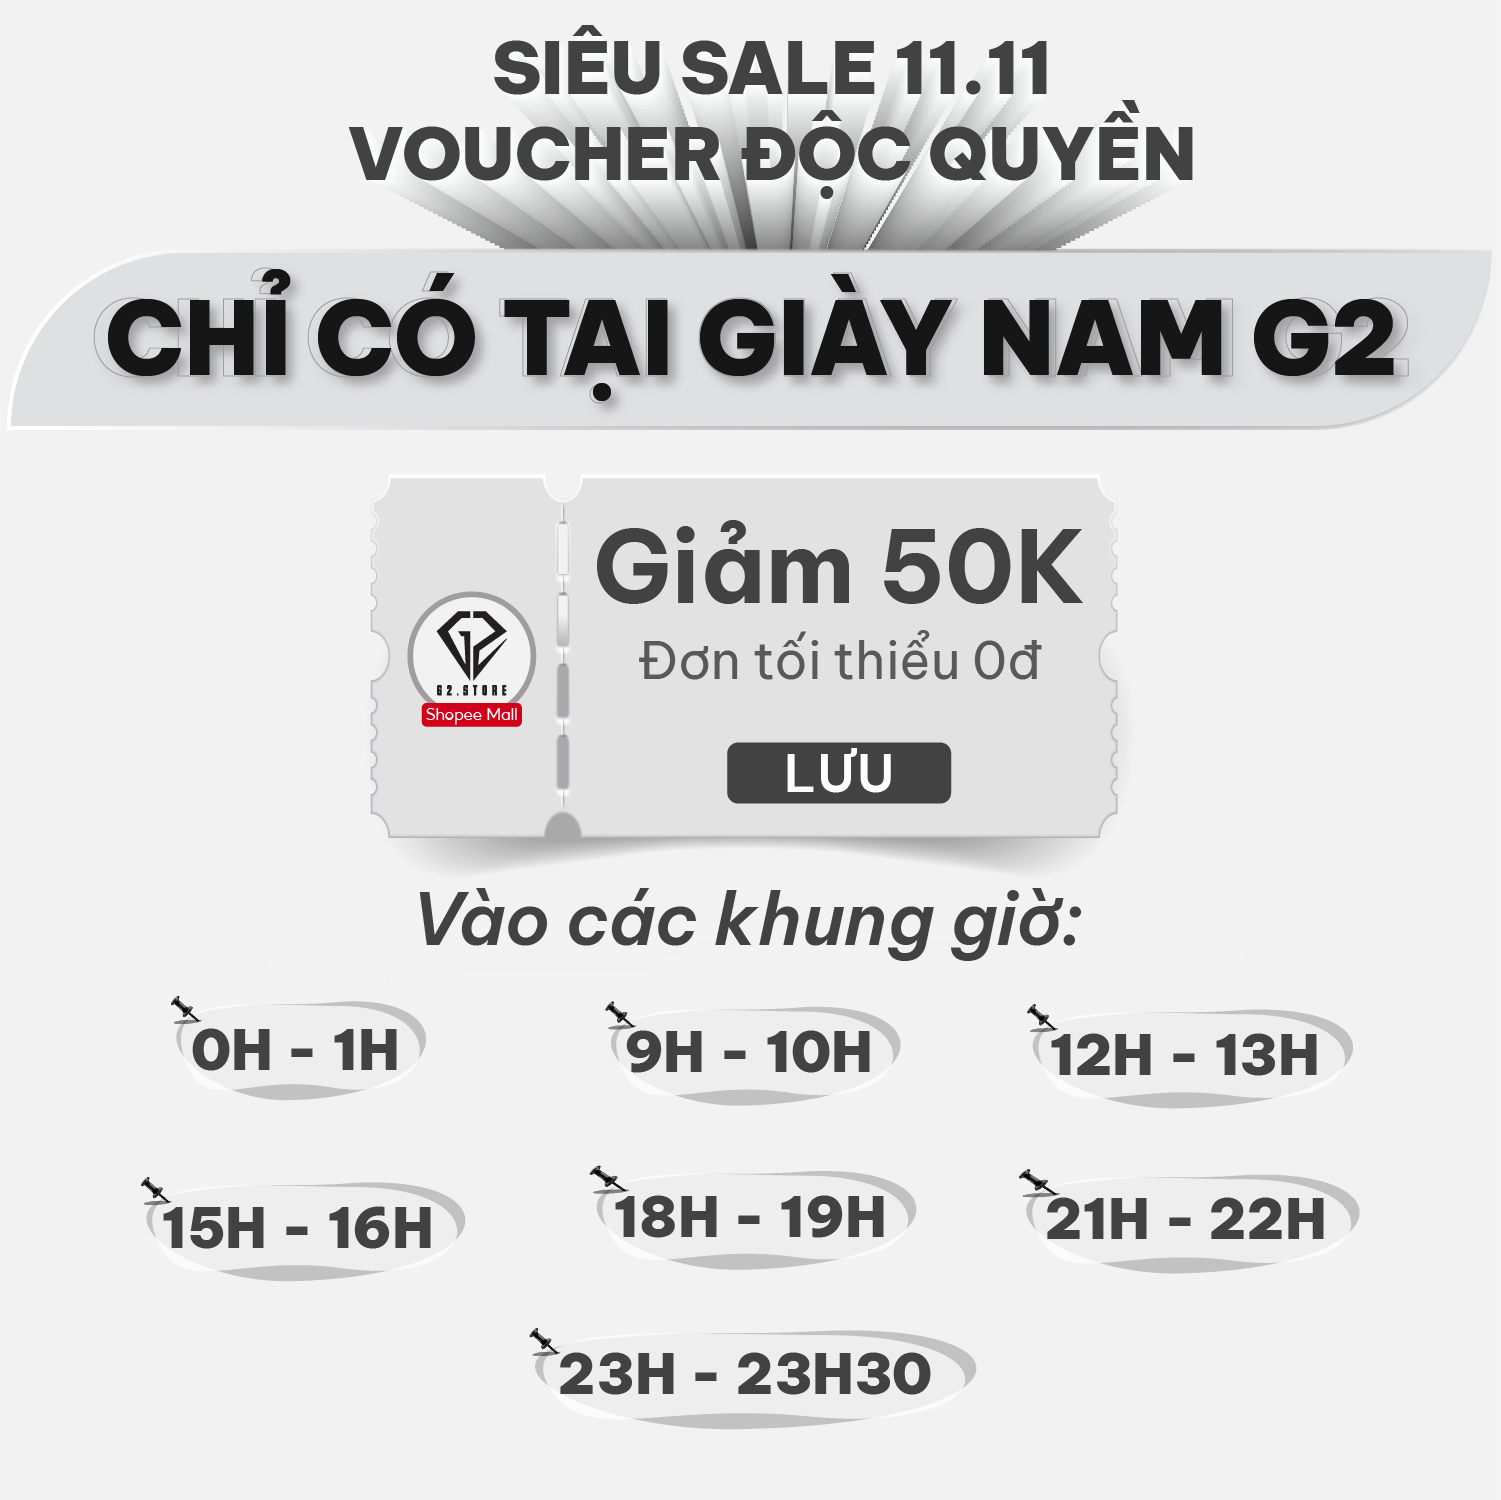 SIÊU SALE 11.11
VOUCHER ĐỘC QUYỀN
CHỈ CÓ TẠI GIÀY NAM G2
Giảm 50K
Đơn tối thiểu 0đ
G2.STORE
Shopee Mall
LƯU
Vào các khung giờ:
0H - 1H
9H - 10H
12H - 13H
15H - 16H
18H - 19H
21H - 22H
23H - 23H30